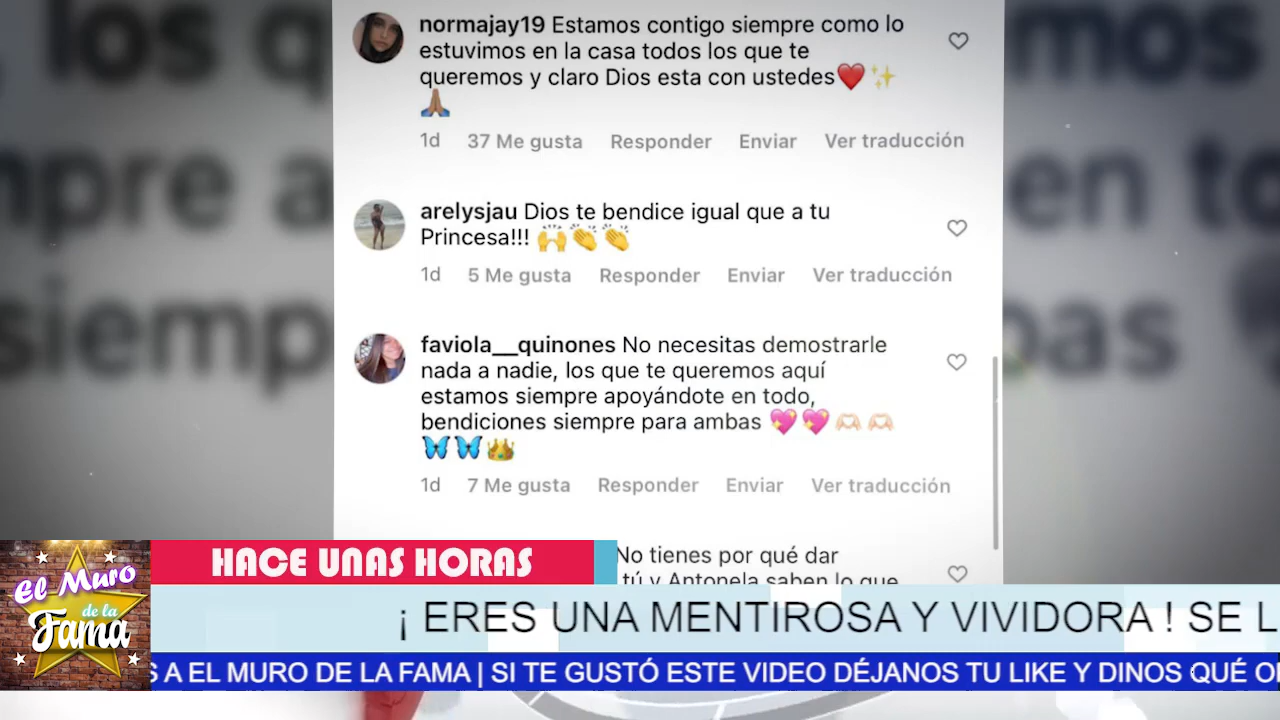 normajay19 Estamos contigo siempre como lo
estuvimos en la casa todos los que te
queremos y claro Dios esta con ustedes❤️✨
🙏🏽
1d 37 Me gusta Responder Enviar Ver traducción
arelysjau Dios te bendice igual que a tu
Princesa!!! 🙌👏👏
1d 5 Me gusta Responder Enviar Ver traducción
faviola__quinones No necesitas demostrarle
nada a nadie, los que te queremos aquí
estamos siempre apoyándote en todo,
bendiciones siempre para ambas 💖💖🫶🏻🫶🏻
🦋🦋👑
1d 7 Me gusta Responder Enviar Ver traducción
No tienes por qué dar
tú y Antonela saben lo que
El Muro
de la
Fama
HACE UNAS HORAS
¡ ERES UNA MENTIROSA Y VIVIDORA ! SE L
S A EL MURO DE LA FAMA | SI TE GUSTÓ ESTE VIDEO DÉJANOS TU LIKE Y DINOS QUÉ O